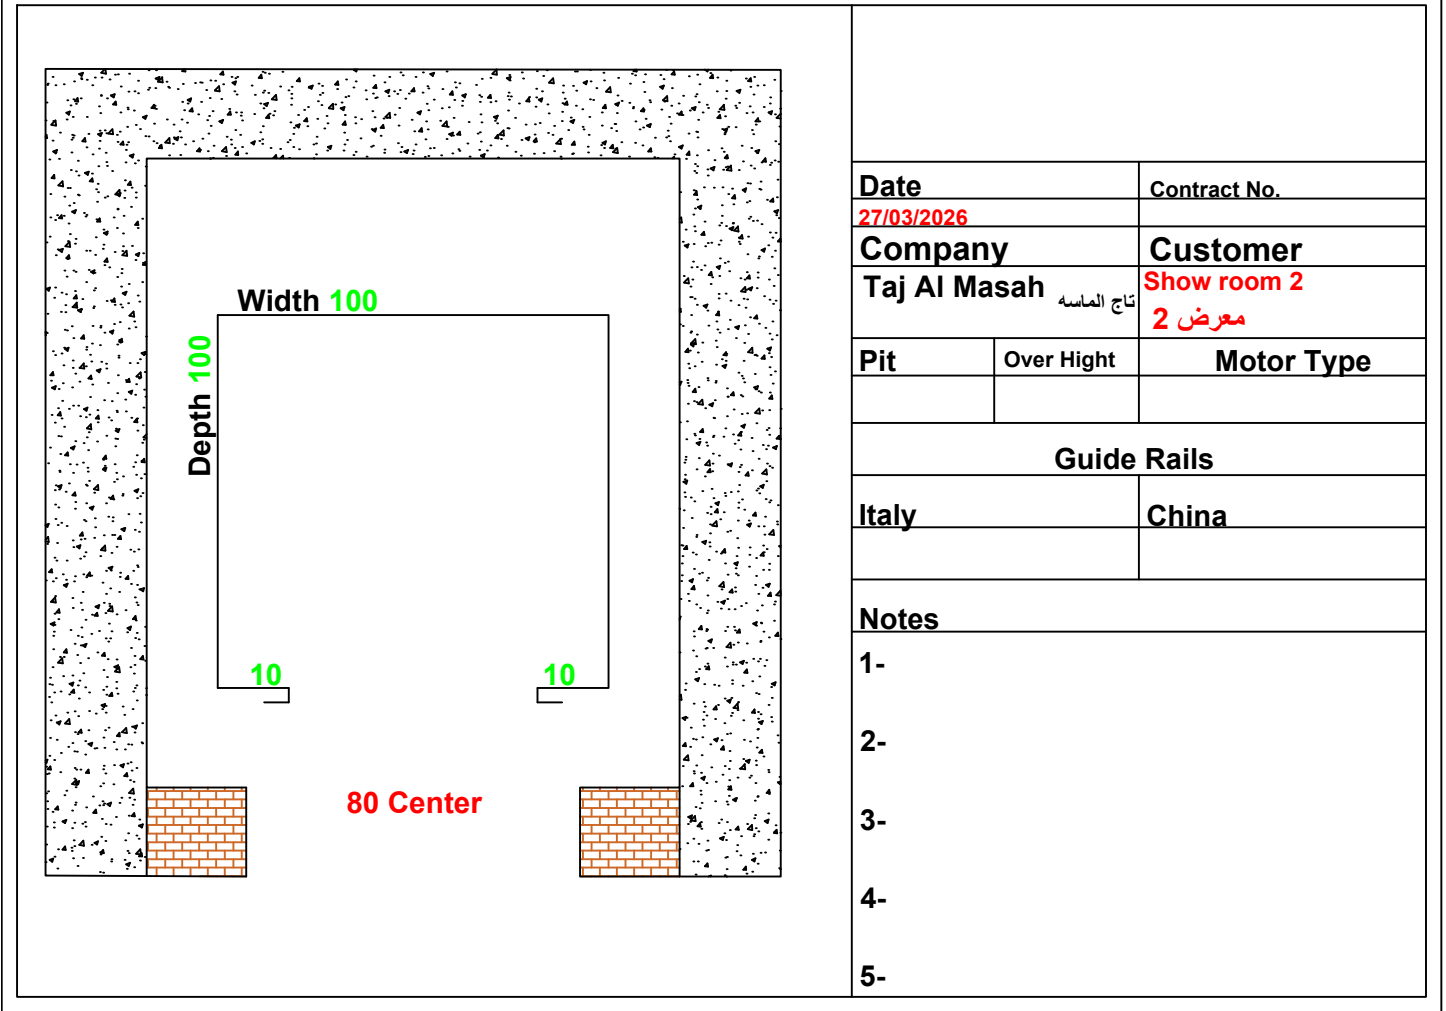 Width 100
Depth 100
10
10
80 Center
Date
Contract No.
27/03/2026
Company
Customer
Taj Al Masah تاج الماسه
Show room 2
معرض 2
Pit
Over Hight
Motor Type
Guide Rails
Italy
China
Notes
1-
2-
3-
4-
5-